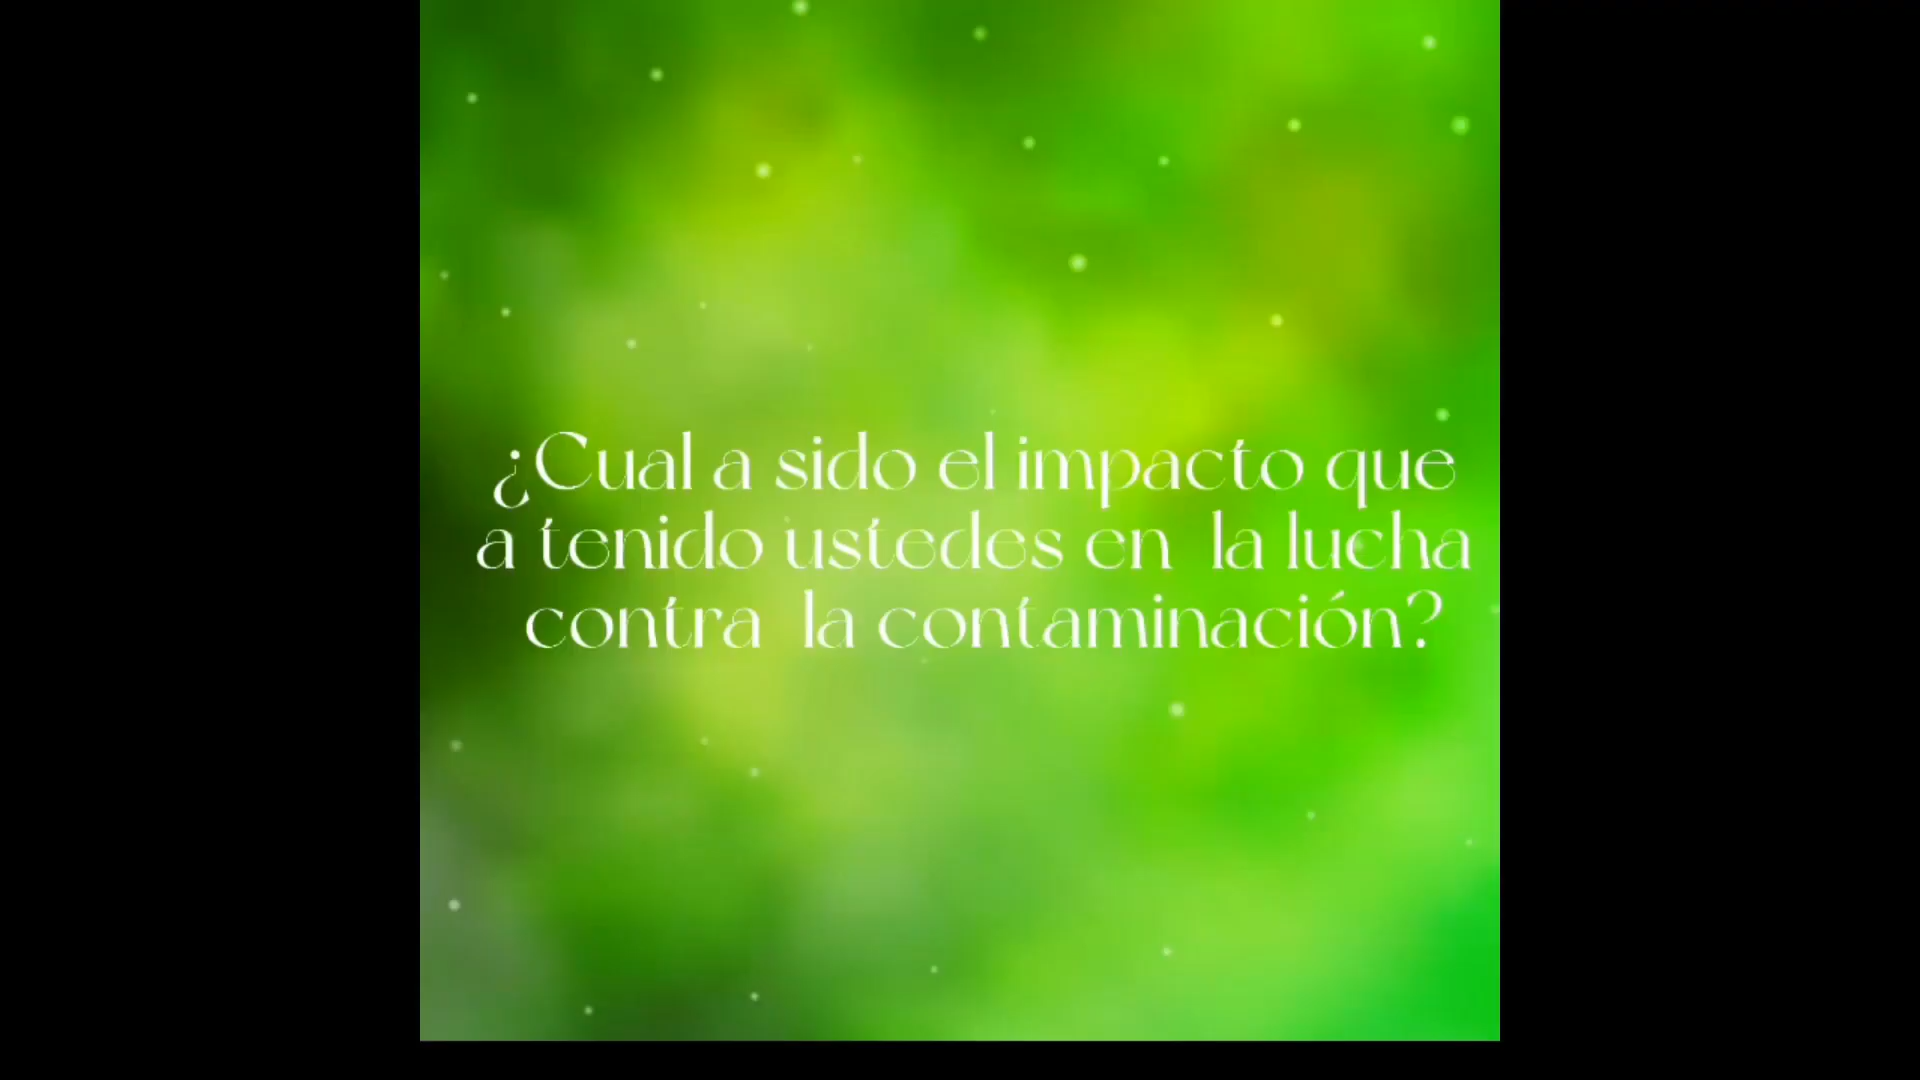 ¿Cual a sido el impacto que
a tenido ustedes en la lucha
contra la contaminación?